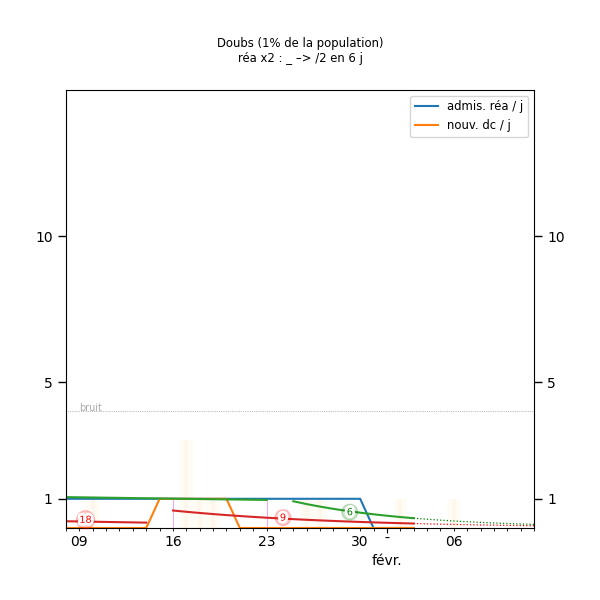 Doubs (1% de la population)
réa x2 : _ –> /2 en 6 j
admis. réa / j
nouv. dc / j
10
10
5
5
bruit
1
1
18
9
6
09
16
23
30
-
06
févr.